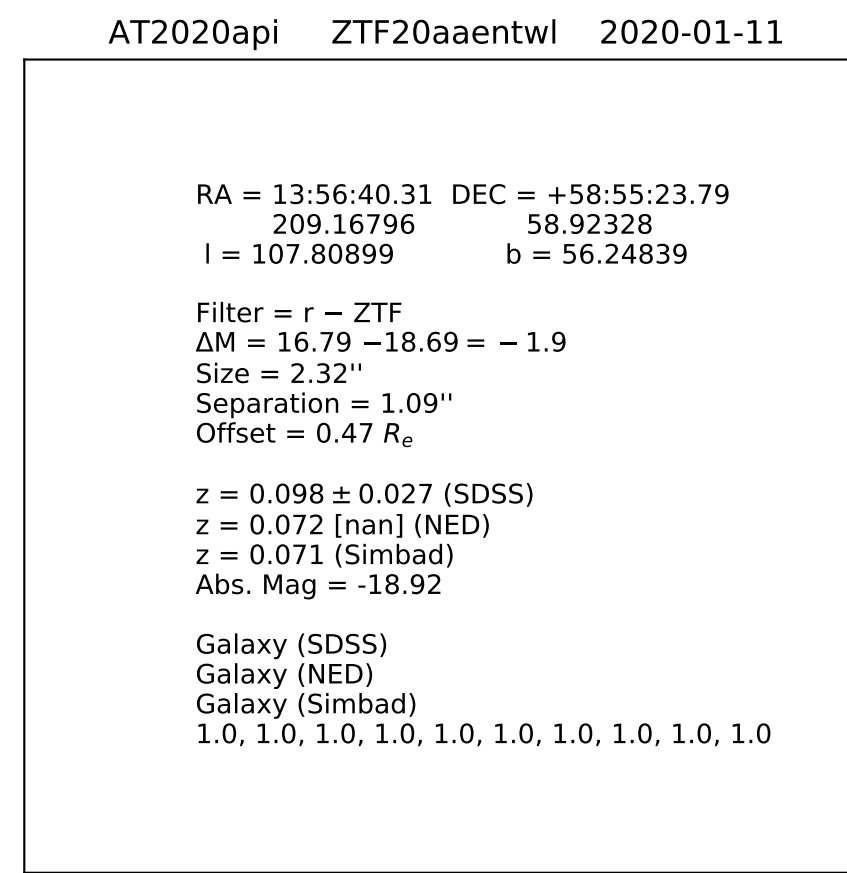 AT2020api ZTF20aaentwl 2020-01-11
RA = 13:56:40.31 DEC = +58:55:23.79
209.16796 58.92328
l = 107.80899 b = 56.24839
Filter = r − ZTF
ΔM = 16.79 −18.69 = − 1.9
Size = 2.32''
Separation = 1.09''
Offset = 0.47 Re
z = 0.098 ± 0.027 (SDSS)
z = 0.072 [nan] (NED)
z = 0.071 (Simbad)
Abs. Mag = -18.92
Galaxy (SDSS)
Galaxy (NED)
Galaxy (Simbad)
1.0, 1.0, 1.0, 1.0, 1.0, 1.0, 1.0, 1.0, 1.0, 1.0